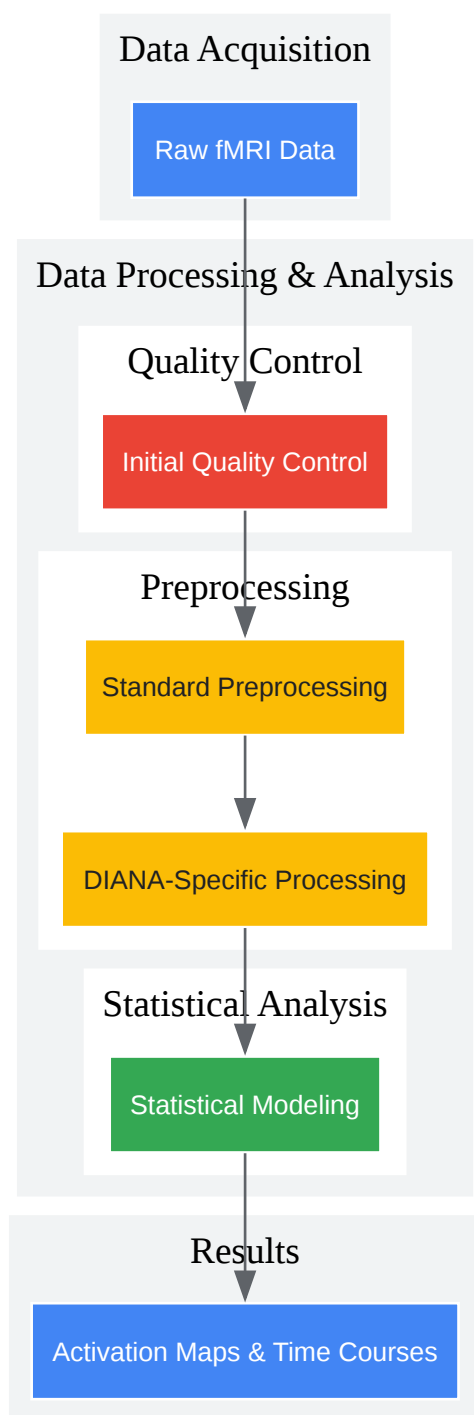 Data Acquisition
Raw fMRI Data
Data Processing & Analysis
Quality Control
Initial Quality Control
Preprocessing
Standard Preprocessing
DIANA-Specific Processing
Statistical Analysis
Statistical Modeling
Results
Activation Maps & Time Courses